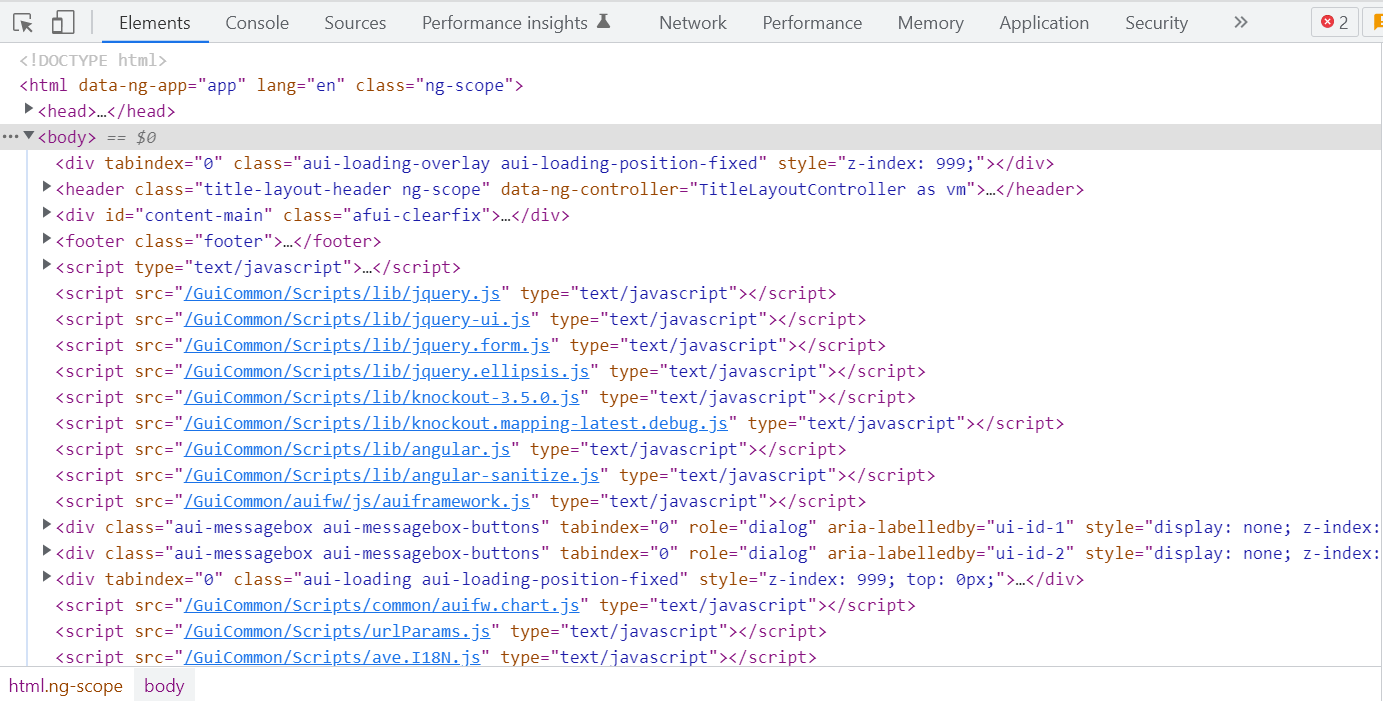 Elements Console Sources Performance insights Network Performance Memory Application Security » 2
<!DOCTYPE html>
<html data-ng-app="app" lang="en" class="ng-scope">
<head>…</head>
<body> == $0
<div tabindex="0" class="aui-loading-overlay aui-loading-position-fixed" style="z-index: 999;"></div>
<header class="title-layout-header ng-scope" data-ng-controller="TitleLayoutController as vm">…</header>
<div id="content-main" class="afui-clearfix">…</div>
<footer class="footer">…</footer>
<script type="text/javascript">…</script>
<script src="/GuiCommon/Scripts/lib/jquery.js" type="text/javascript"></script>
<script src="/GuiCommon/Scripts/lib/jquery-ui.js" type="text/javascript"></script>
<script src="/GuiCommon/Scripts/lib/jquery.form.js" type="text/javascript"></script>
<script src="/GuiCommon/Scripts/lib/jquery.ellipsis.js" type="text/javascript"></script>
<script src="/GuiCommon/Scripts/lib/knockout-3.5.0.js" type="text/javascript"></script>
<script src="/GuiCommon/Scripts/lib/knockout.mapping-latest.debug.js" type="text/javascript"></script>
<script src="/GuiCommon/Scripts/lib/angular.js" type="text/javascript"></script>
<script src="/GuiCommon/Scripts/lib/angular-sanitize.js" type="text/javascript"></script>
<script src="/GuiCommon/auifw/js/auiframework.js" type="text/javascript"></script>
<div class="aui-messagebox aui-messagebox-buttons" tabindex="0" role="dialog" aria-labelledby="ui-id-1" style="display: none; z-index:
<div class="aui-messagebox aui-messagebox-buttons" tabindex="0" role="dialog" aria-labelledby="ui-id-2" style="display: none; z-index:
<div tabindex="0" class="aui-loading aui-loading-position-fixed" style="z-index: 999; top: 0px;">…</div>
<script src="/GuiCommon/Scripts/common/auifw.chart.js" type="text/javascript"></script>
<script src="/GuiCommon/Scripts/urlParams.js" type="text/javascript"></script>
<script src="/GuiCommon/Scripts/ave.I18N.js" type="text/javascript"></script>
html.ng-scope body